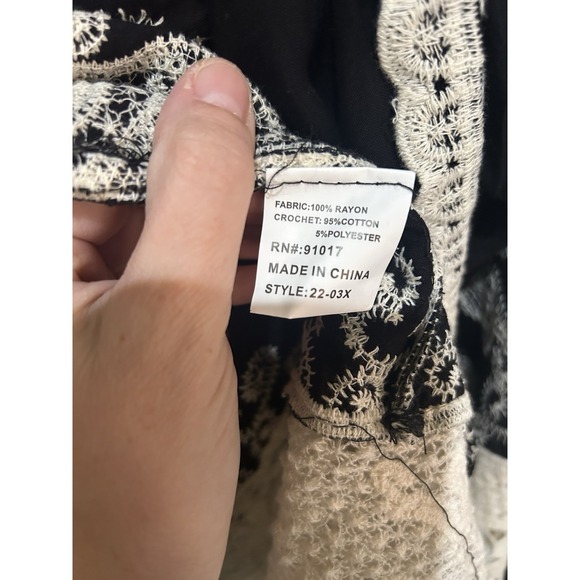 FABRIC:100% RAYON
CROCHET: 95%COTTON
5%POLYESTER
RN#:91017
MADE IN CHINA
STYLE:22-03X